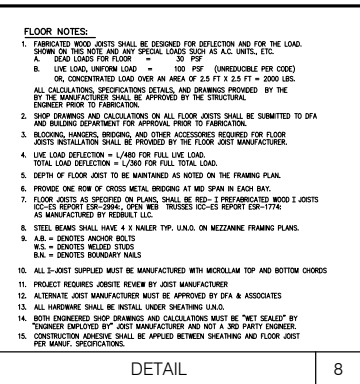 FLOOR NOTES:
1. FABRICATED WOOD JOISTS SHALL BE DESIGNED FOR DEFLECTION AND FOR THE LOAD.
SHOWN ON THIS NOTE AND ANY SPECIAL LOADS SUCH AS A.C. UNITS., ETC.
A. DEAD LOADS FOR FLOOR = 30 PSF
B. LIVE LOAD, UNIFORM LOAD = 100 PSF (UNREDUCIBLE PER CODE)
OR, CONCENTRATED LOAD OVER AN AREA OF 2.5 FT X 2.5 FT = 2000 LBS.
ALL CALCULATIONS, SPECIFICATIONS DETAILS, AND DRAWINGS PROVIDED BY THE
BY THE MANUFACTURER SHALL BE APPROVED BY THE STRUCTURAL
ENGINEER PRIOR TO FABRICATION.
2. SHOP DRAWINGS AND CALCULATIONS ON ALL FLOOR JOISTS SHALL BE SUBMITTED TO DFA
AND BUILDING DEPARTMENT FOR APPROVAL PRIOR TO FABRICATION.
3. BLOCKING, HANGERS, BRIDGING, AND OTHER ACCESSORIES REQUIRED FOR FLOOR
JOISTS INSTALLATION SHALL BE PROVIDED BY THE FLOOR JOIST MANUFACTURER.
4. LIVE LOAD DEFLECTION = L/480 FOR FULL LIVE LOAD.
TOTAL LOAD DEFLECTION = L/360 FOR FULL TOTAL LOAD.
5. DEPTH OF FLOOR JOIST TO BE MAINTAINED AS NOTED ON THE FRAMING PLAN.
6. PROVIDE ONE ROW OF CROSS METAL BRIDGING AT MID SPAN IN EACH BAY.
7. FLOOR JOISTS AS SPECIFIED ON PLANS, SHALL BE RED-I PREFABRICATED WOOD I JOISTS
ICC-ES REPORT ESR-2994:, OPEN WEB TRUSSES ICC-ES REPORT ESR-1774:
AS MANUFACTURED BY REDBUILT LLC.
8. STEEL BEAMS SHALL HAVE 4 X NAILER TYP. U.N.O. ON MEZZANINE FRAMING PLANS.
9. A.B. = DENOTES ANCHOR BOLTS
W.S. = DENOTES WELDED STUDS
B.N. = DENOTES BOUNDARY NAILS
10. ALL I-JOIST SUPPLIED MUST BE MANUFACTURED WITH MICROLLAM TOP AND BOTTOM CHORDS
11. PROJECT REQUIRES JOBSITE REVIEW BY JOIST MANUFACTURER
12. ALTERNATE JOIST MANUFACTURER MUST BE APPROVED BY DFA & ASSOCIATES
13. ALL HARDWARE SHALL BE INSTALL UNDER SHEATHING U.N.O.
14. BOTH ENGINEERED SHOP DRAWINGS AND CALCULATIONS MUST BE "WET SEALED" BY
"ENGINEER EMPLOYED BY" JOIST MANUFACTURER AND NOT A 3RD PARTY ENGINEER.
15. CONSTRUCTION ADHESIVE SHALL BE APPLIED BETWEEN SHEATHING AND FLOOR JOIST
PER MANUF. SPECIFICATIONS.
DETAIL 8